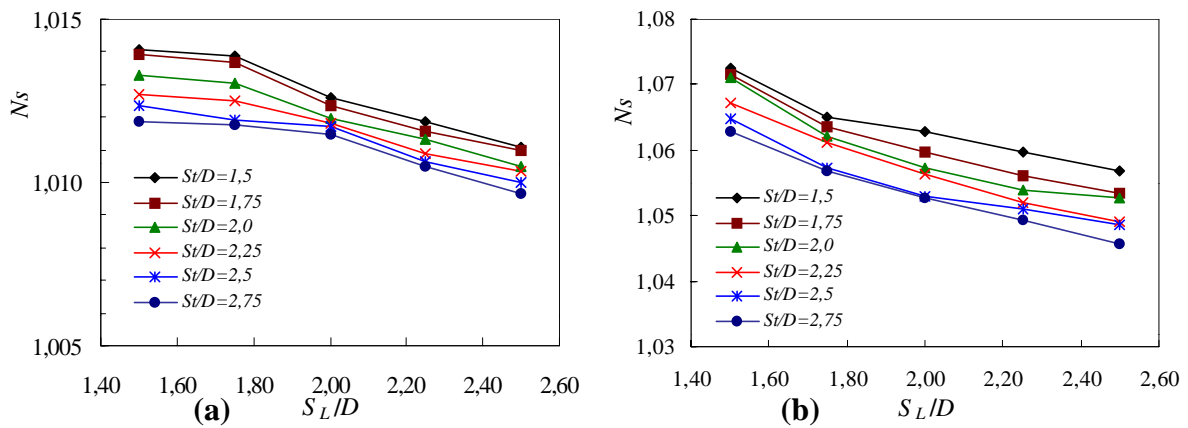 1,015
1,010
1,005
Ns
St/D=1,5
St/D=1,75
St/D=2,0
St/D=2,25
St/D=2,5
St/D=2,75
1,40 1,60 1,80 2,00 2,20 2,40 2,60
(a) S_L/D
1,08
1,07
1,06
1,05
1,04
1,03
Ns
St/D=1,5
St/D=1,75
St/D=2,0
St/D=2,25
St/D=2,5
St/D=2,75
1,40 1,60 1,80 2,00 2,20 2,40 2,60
(b) S_L/D